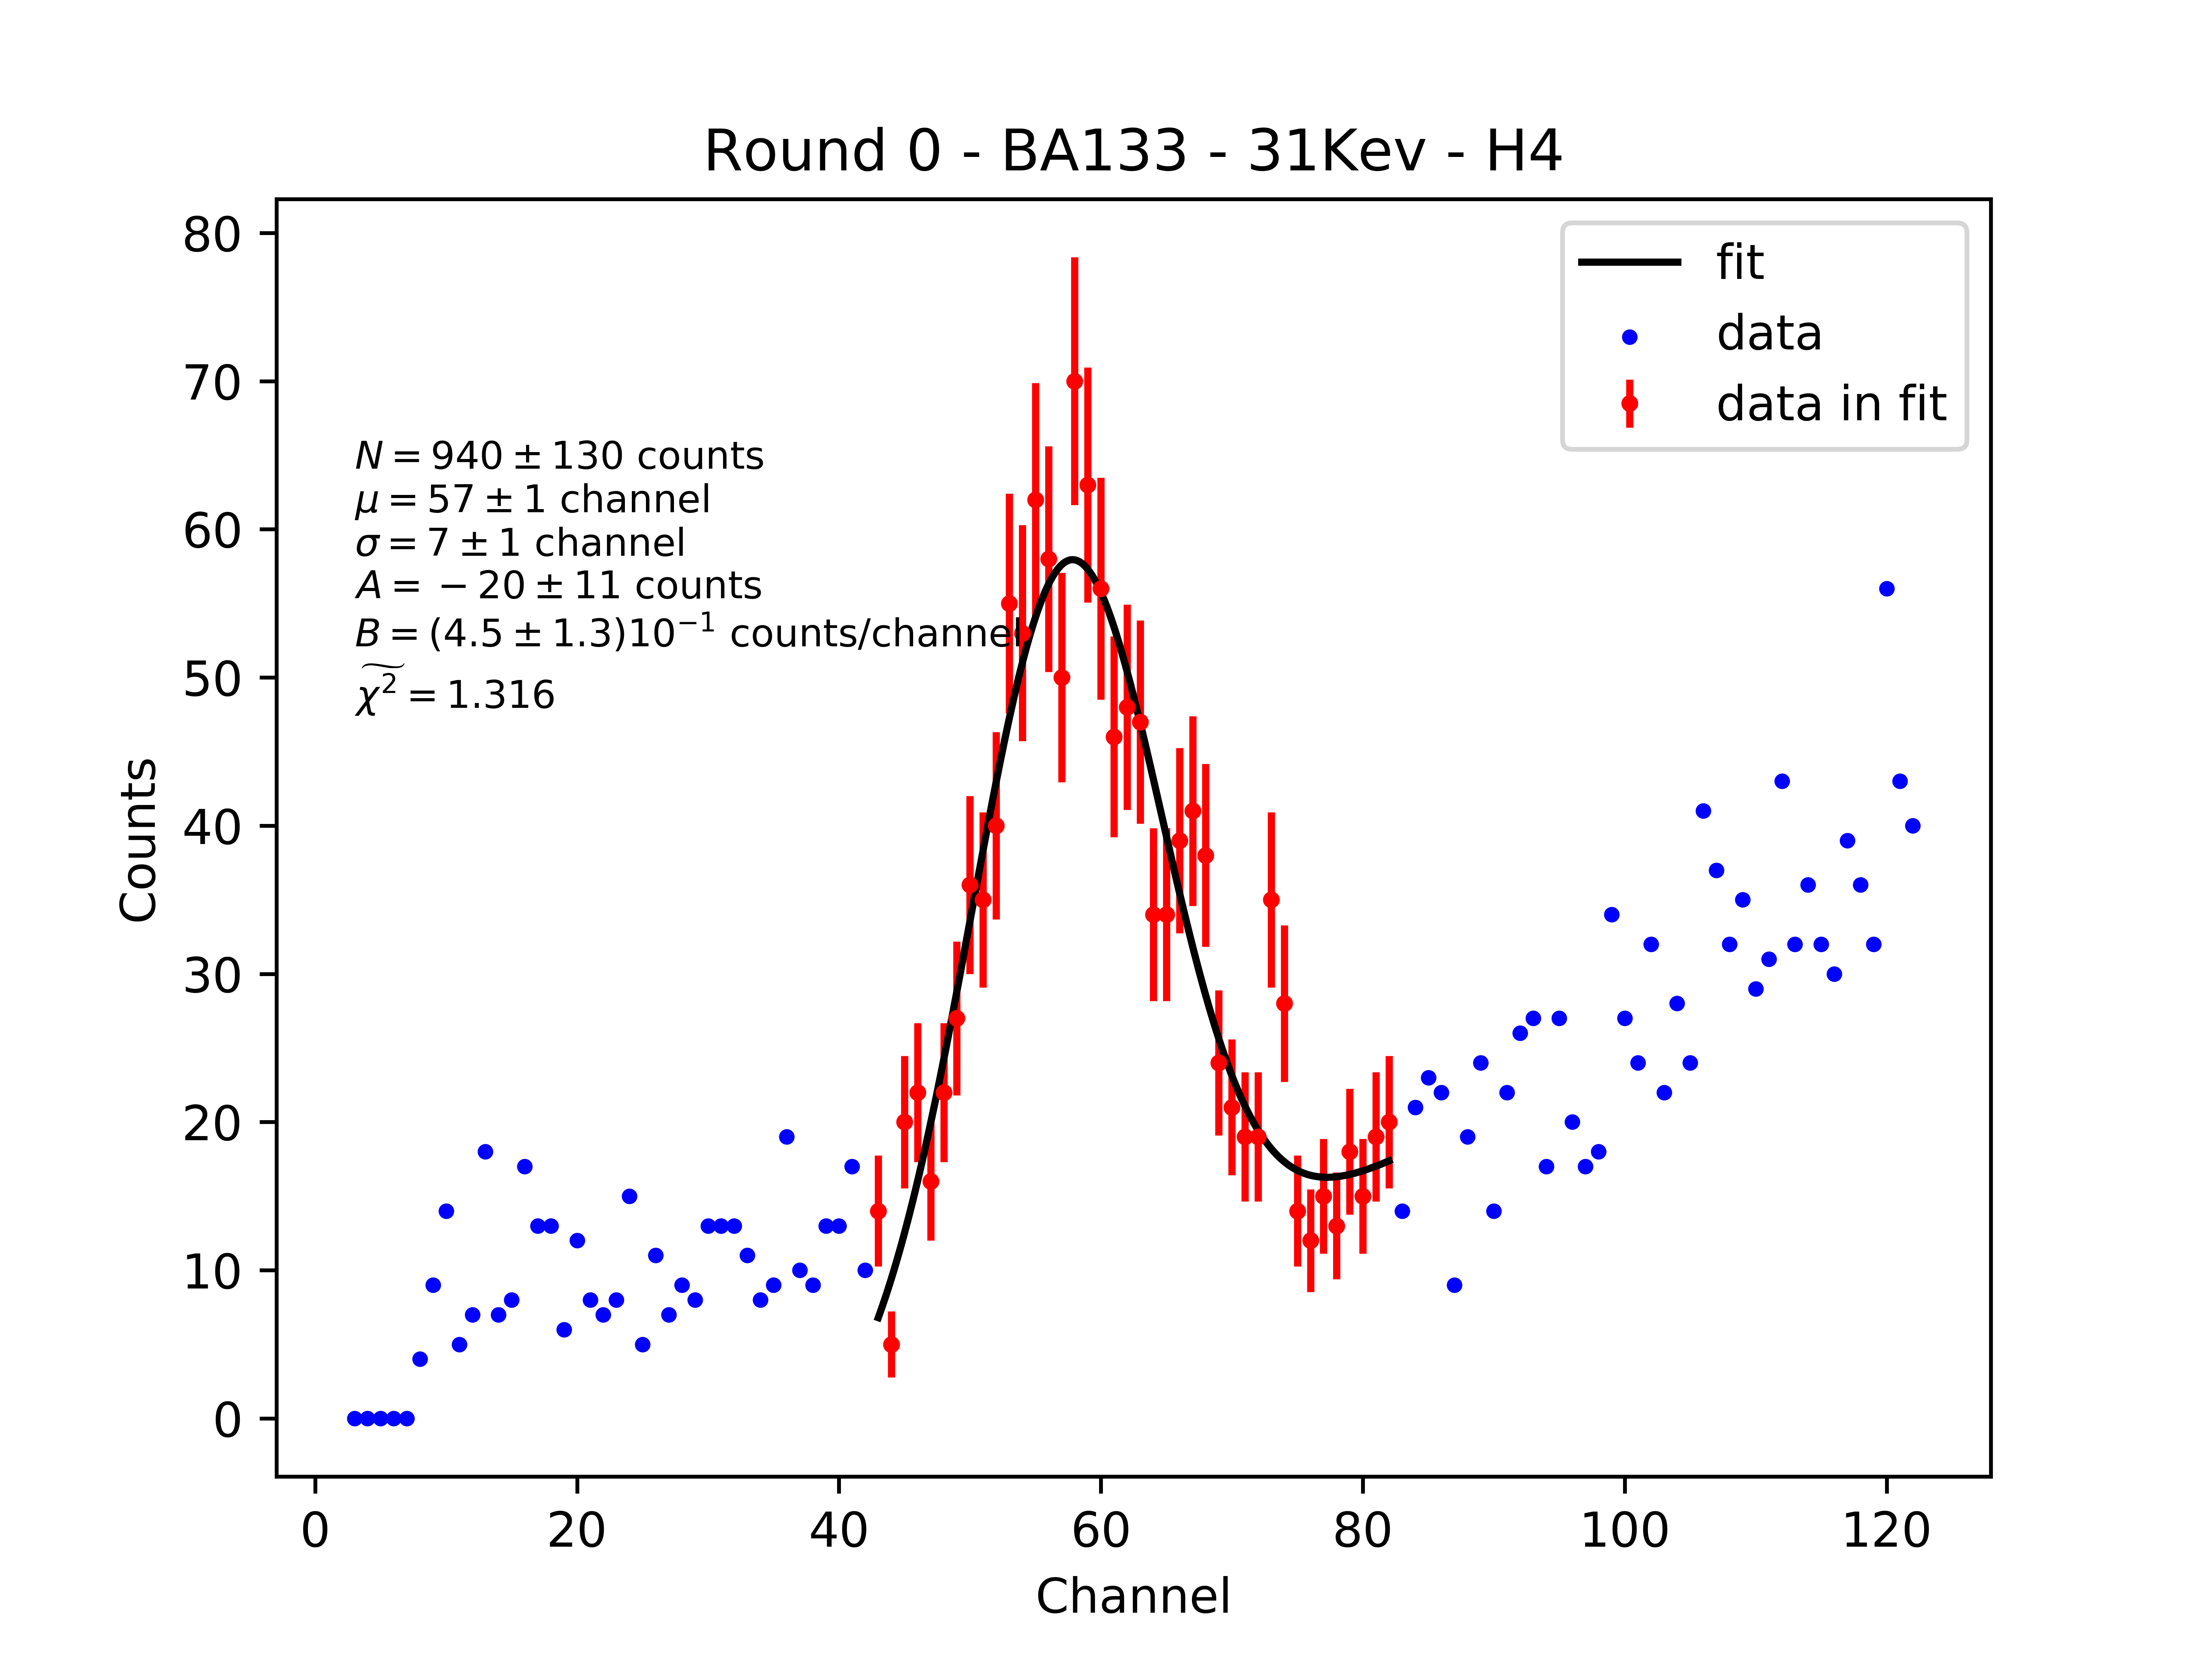 Round 0 - BA133 - 31Kev - H4
80
70
60
50
40
30
20
10
0
Counts
N = 940 ± 130 counts
μ = 57 ± 1 channel
σ = 7 ± 1 channel
A = − 20 ± 11 counts
B = (4.5 ± 1.3)10⁻¹ counts/channel
χ̃² = 1.316
fit
data
data in fit
0 20 40 60 80 100 120
Channel